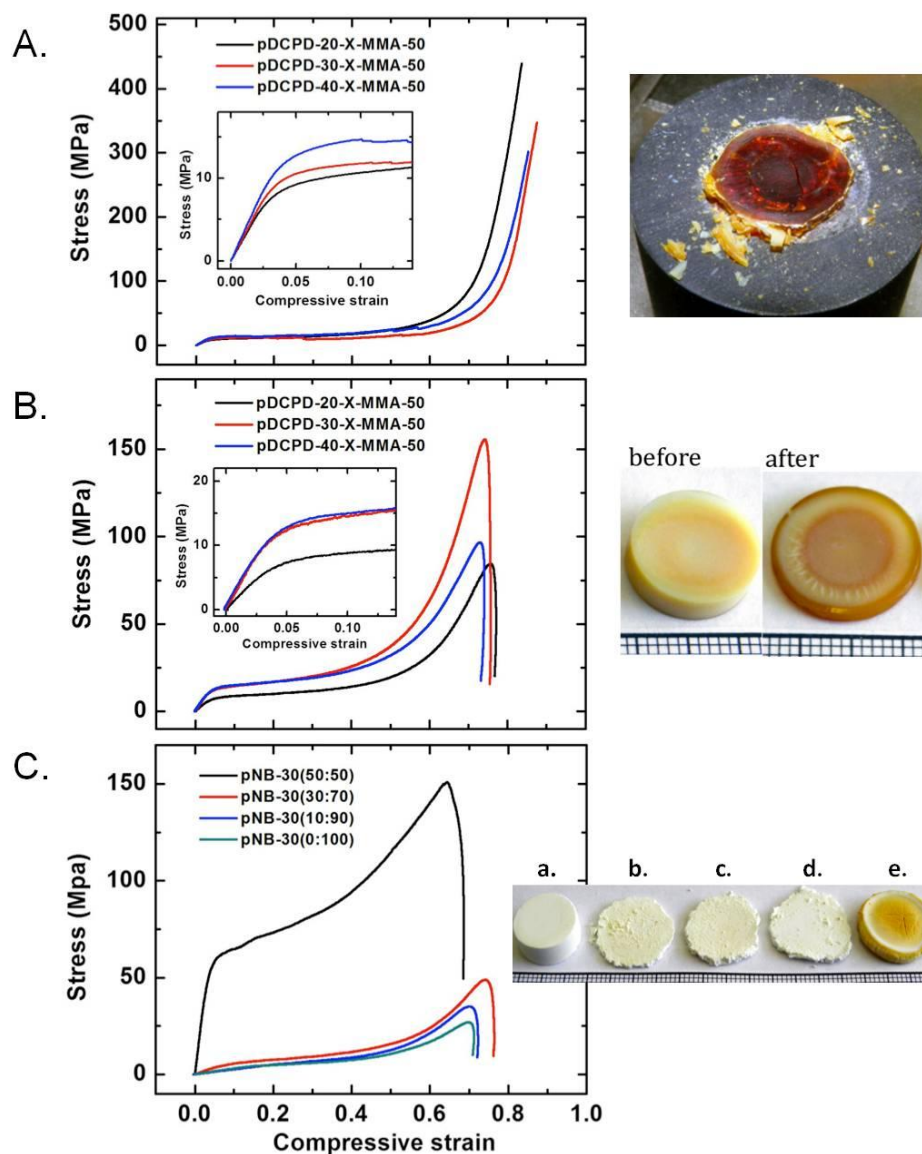 A.
500
400
300
200
100
0
Stress (MPa)
pDCPD-20-X-MMA-50
pDCPD-30-X-MMA-50
pDCPD-40-X-MMA-50
10
0
Stress (MPa)
0.00 0.05 0.10
Compressive strain
B.
150
100
50
0
Stress (MPa)
pDCPD-20-X-MMA-50
pDCPD-30-X-MMA-50
pDCPD-40-X-MMA-50
20
10
0
Stress (MPa)
0.00 0.05 0.10
Compressive strain
before after
C.
150
100
50
0
Stress (Mpa)
pNB-30(50:50)
pNB-30(30:70)
pNB-30(10:90)
pNB-30(0:100)
a. b. c. d. e.
0.0 0.2 0.4 0.6 0.8 1.0
Compressive strain